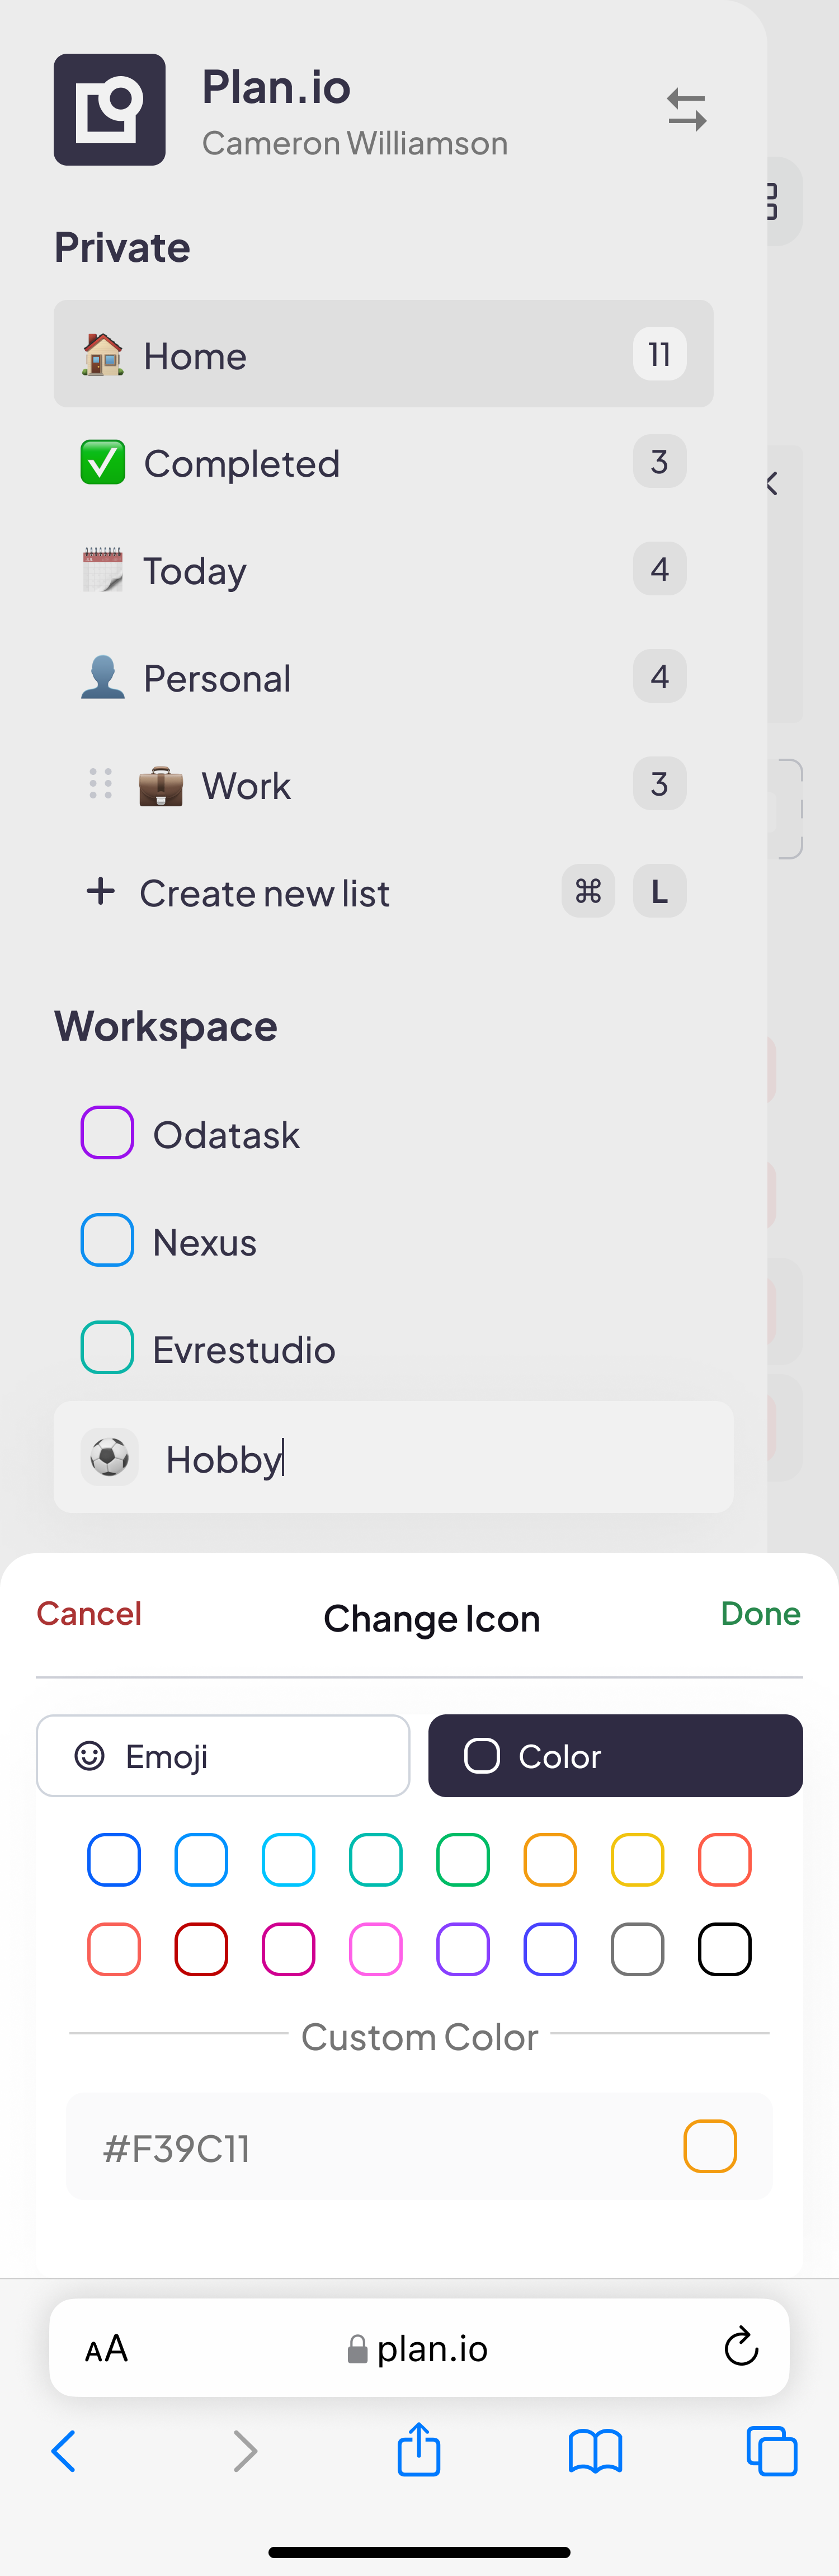 Plan.io
Cameron Williamson
Private
Home 11
Completed 3
Today 4
Personal 4
Work 3
Create new list ⌘ L
Workspace
Odatask
Nexus
Evrestudio
Hobby
Cancel Change Icon Done
Emoji Color
Custom Color
#F39C11
AA plan.io